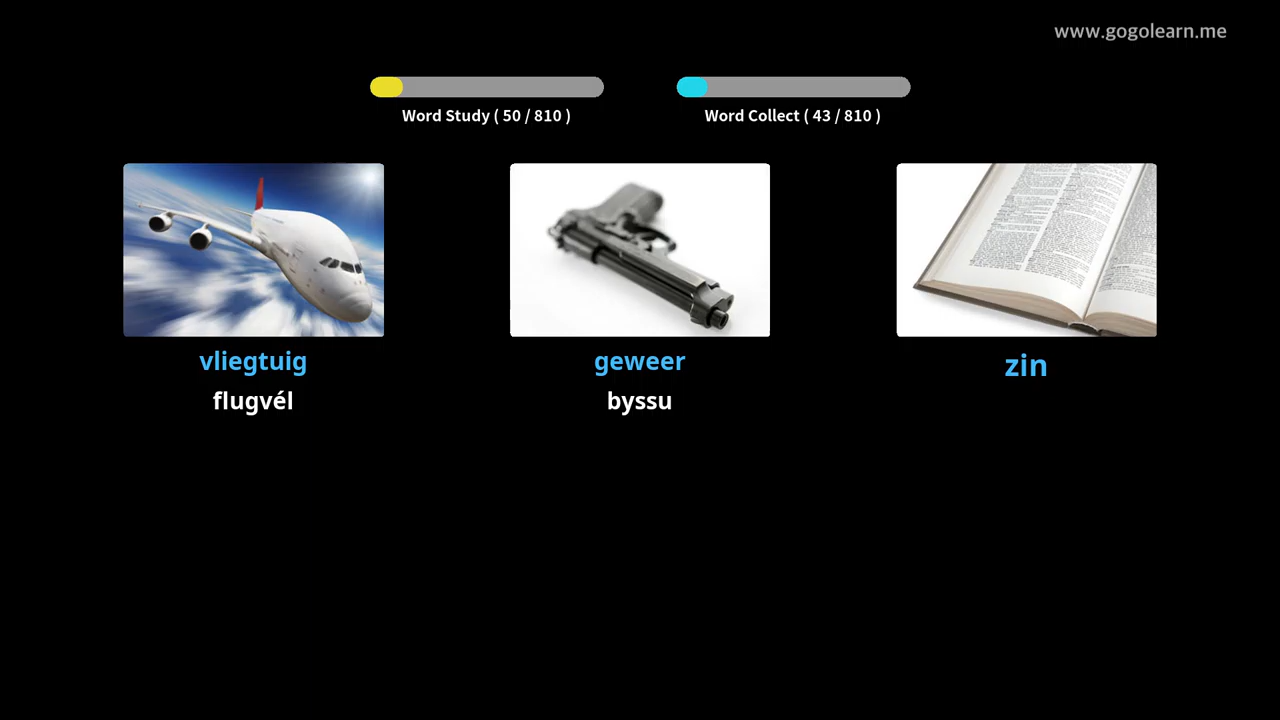 www.gogolearn.me
Word Study ( 50 / 810 )
Word Collect ( 43 / 810 )
vliegtuig
geweer
zin
flugvél
byssu